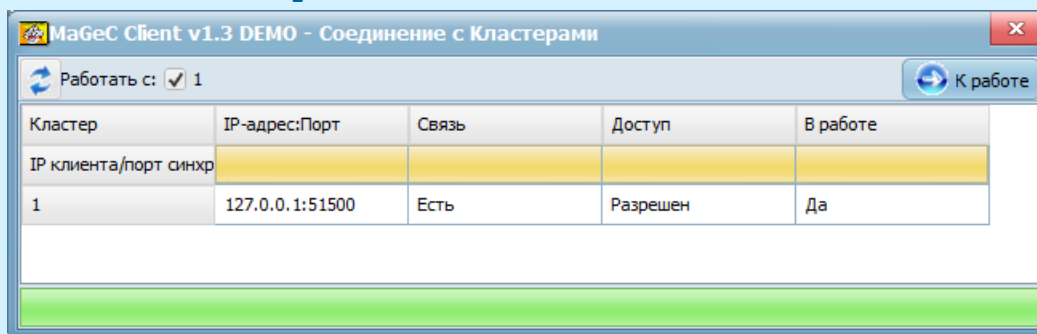 MaGeC Client v1.3 DEMO - Соединение с Кластерами
Работать с: 1 К работе
Кластер IP-адрес:Порт Связь Доступ В работе
IP клиента/порт синхр
1 127.0.0.1:51500 Есть Разрешен Да